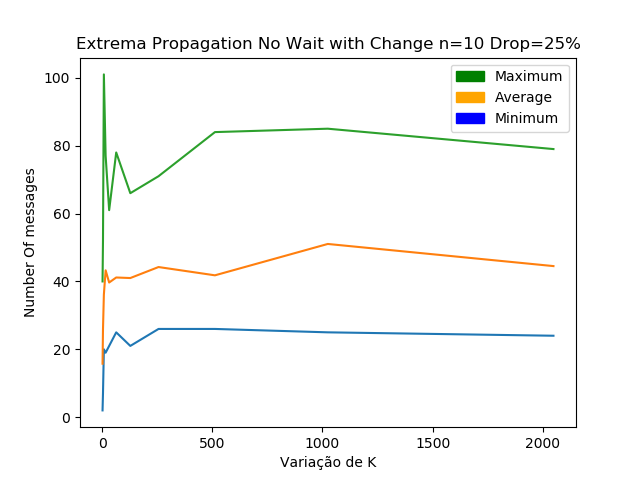 Extrema Propagation No Wait with Change n=10 Drop=25%
Maximum
Average
Minimum
Number Of messages
100
80
60
40
20
0
0 500 1000 1500 2000
Variação de K